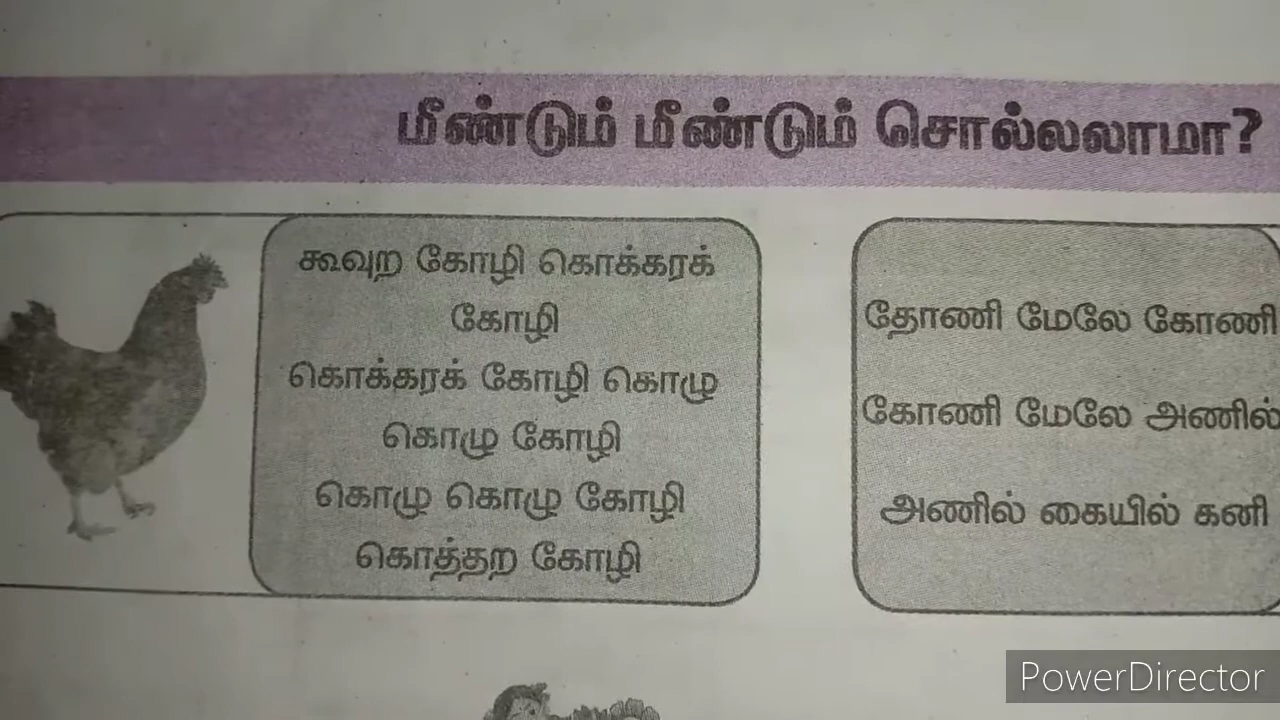 மீண்டும் மீண்டும் சொல்லலாமா?
கூவுற கோழி கொக்கரக்
கோழி
கொக்கரக் கோழி கொழு
கொழு கோழி
கொழு கொழு கோழி
கொத்தற கோழி
தோணி மேலே கோணி
கோணி மேலே அணில்
அணில் கையில் கனி
PowerDirector